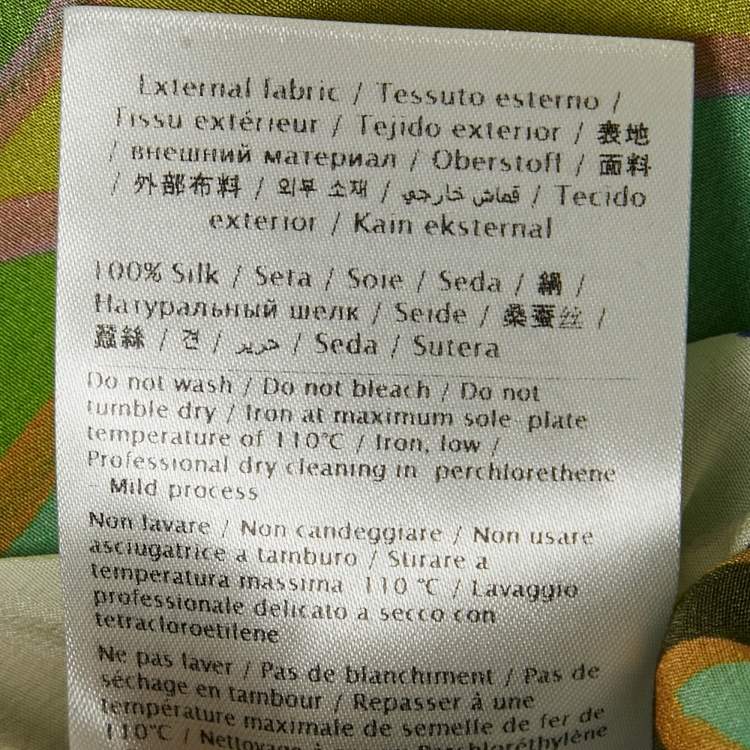 External fabric / Tessuto esterno /
Tissu extérieur / Tejido exterior / 表地
/ внешний материал / Oberstoff / 面料
/ 外部布料 / 외부 소재 / قماش خارجي / Tecido
exterior / Kain eksternal
100% Silk / Seta / Soie / Seda / 絹 /
Натуральный шелк / Seide / 桑蚕丝 /
蠶絲 / 견 / حرير / Seda / Sutera
Do not wash / Do not bleach / Do not
tumble dry / Iron at maximum sole-plate
temperature of 110°C / Iron, low /
Professional dry cleaning in perchlorethene
- Mild process
Non lavare / Non candeggiare / Non usare
asciugatrice a tamburo / Stirare a
temperatura massima 110 °C / Lavaggio
professionale delicato a secco con
tetracloroetilene
Ne pas laver / Pas de blanchiment / Pas de
séchage en tambour / Repasser à une
température maximale de semelle de fer de
110°C / Nettoyage à Perchloréthylène